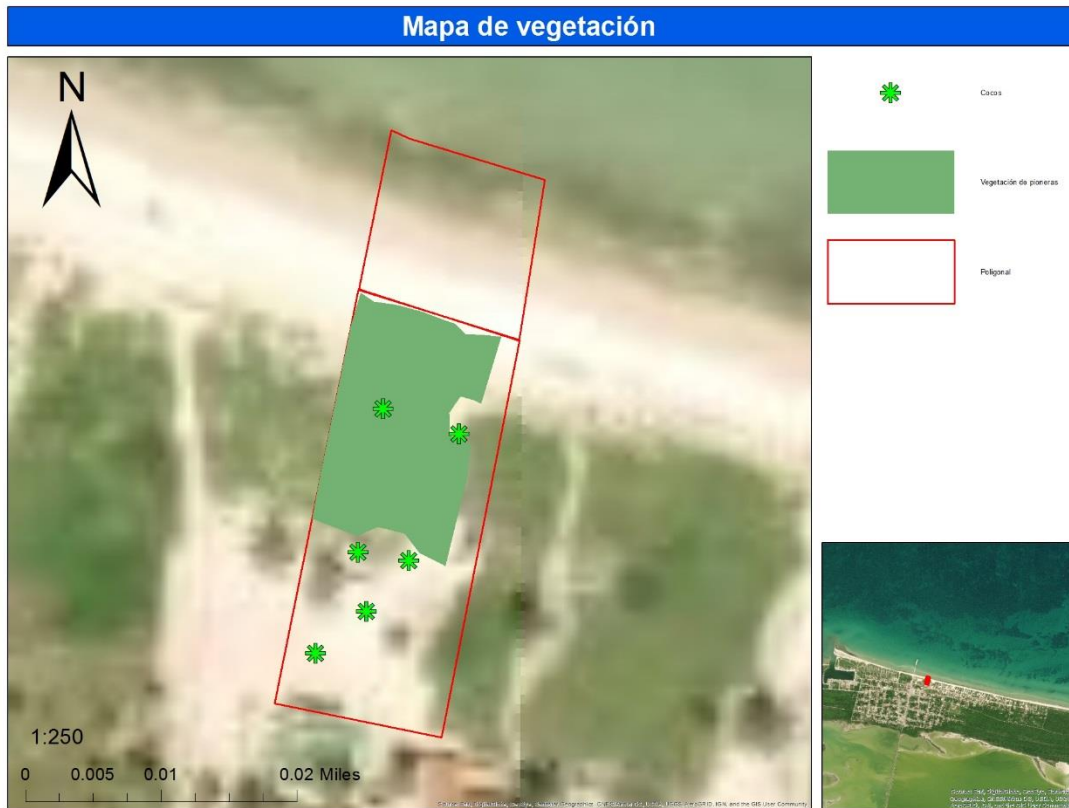 Mapa de vegetación
N
Cocos
Vegetación de pioneras
Poligonal
1:250
0 0.005 0.01 0.02 Miles